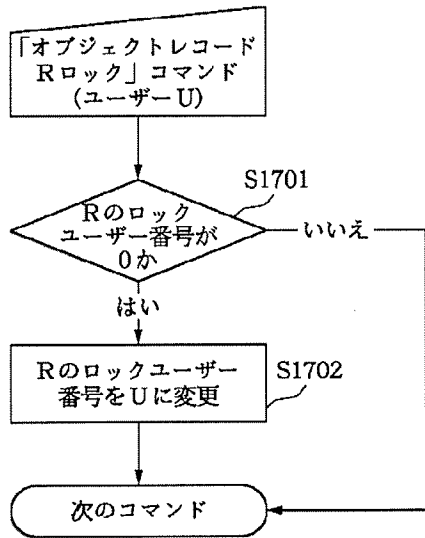 「オブジェクトレコード
Rロック」コマンド
(ユーザーU)
S1701
Rのロック
ユーザー番号が
0か
いいえ
はい
Rのロックユーザー
番号をUに変更
S1702
次のコマンド